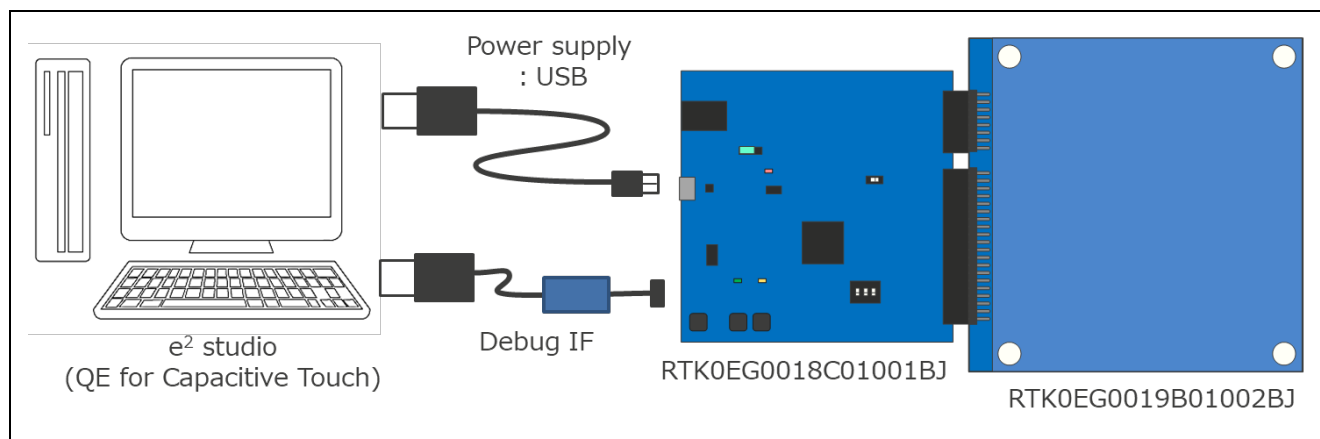 Power supply
: USB
e² studio
(QE for Capacitive Touch)
Debug IF
RTK0EG0018C01001BJ
RTK0EG0019B01002BJ